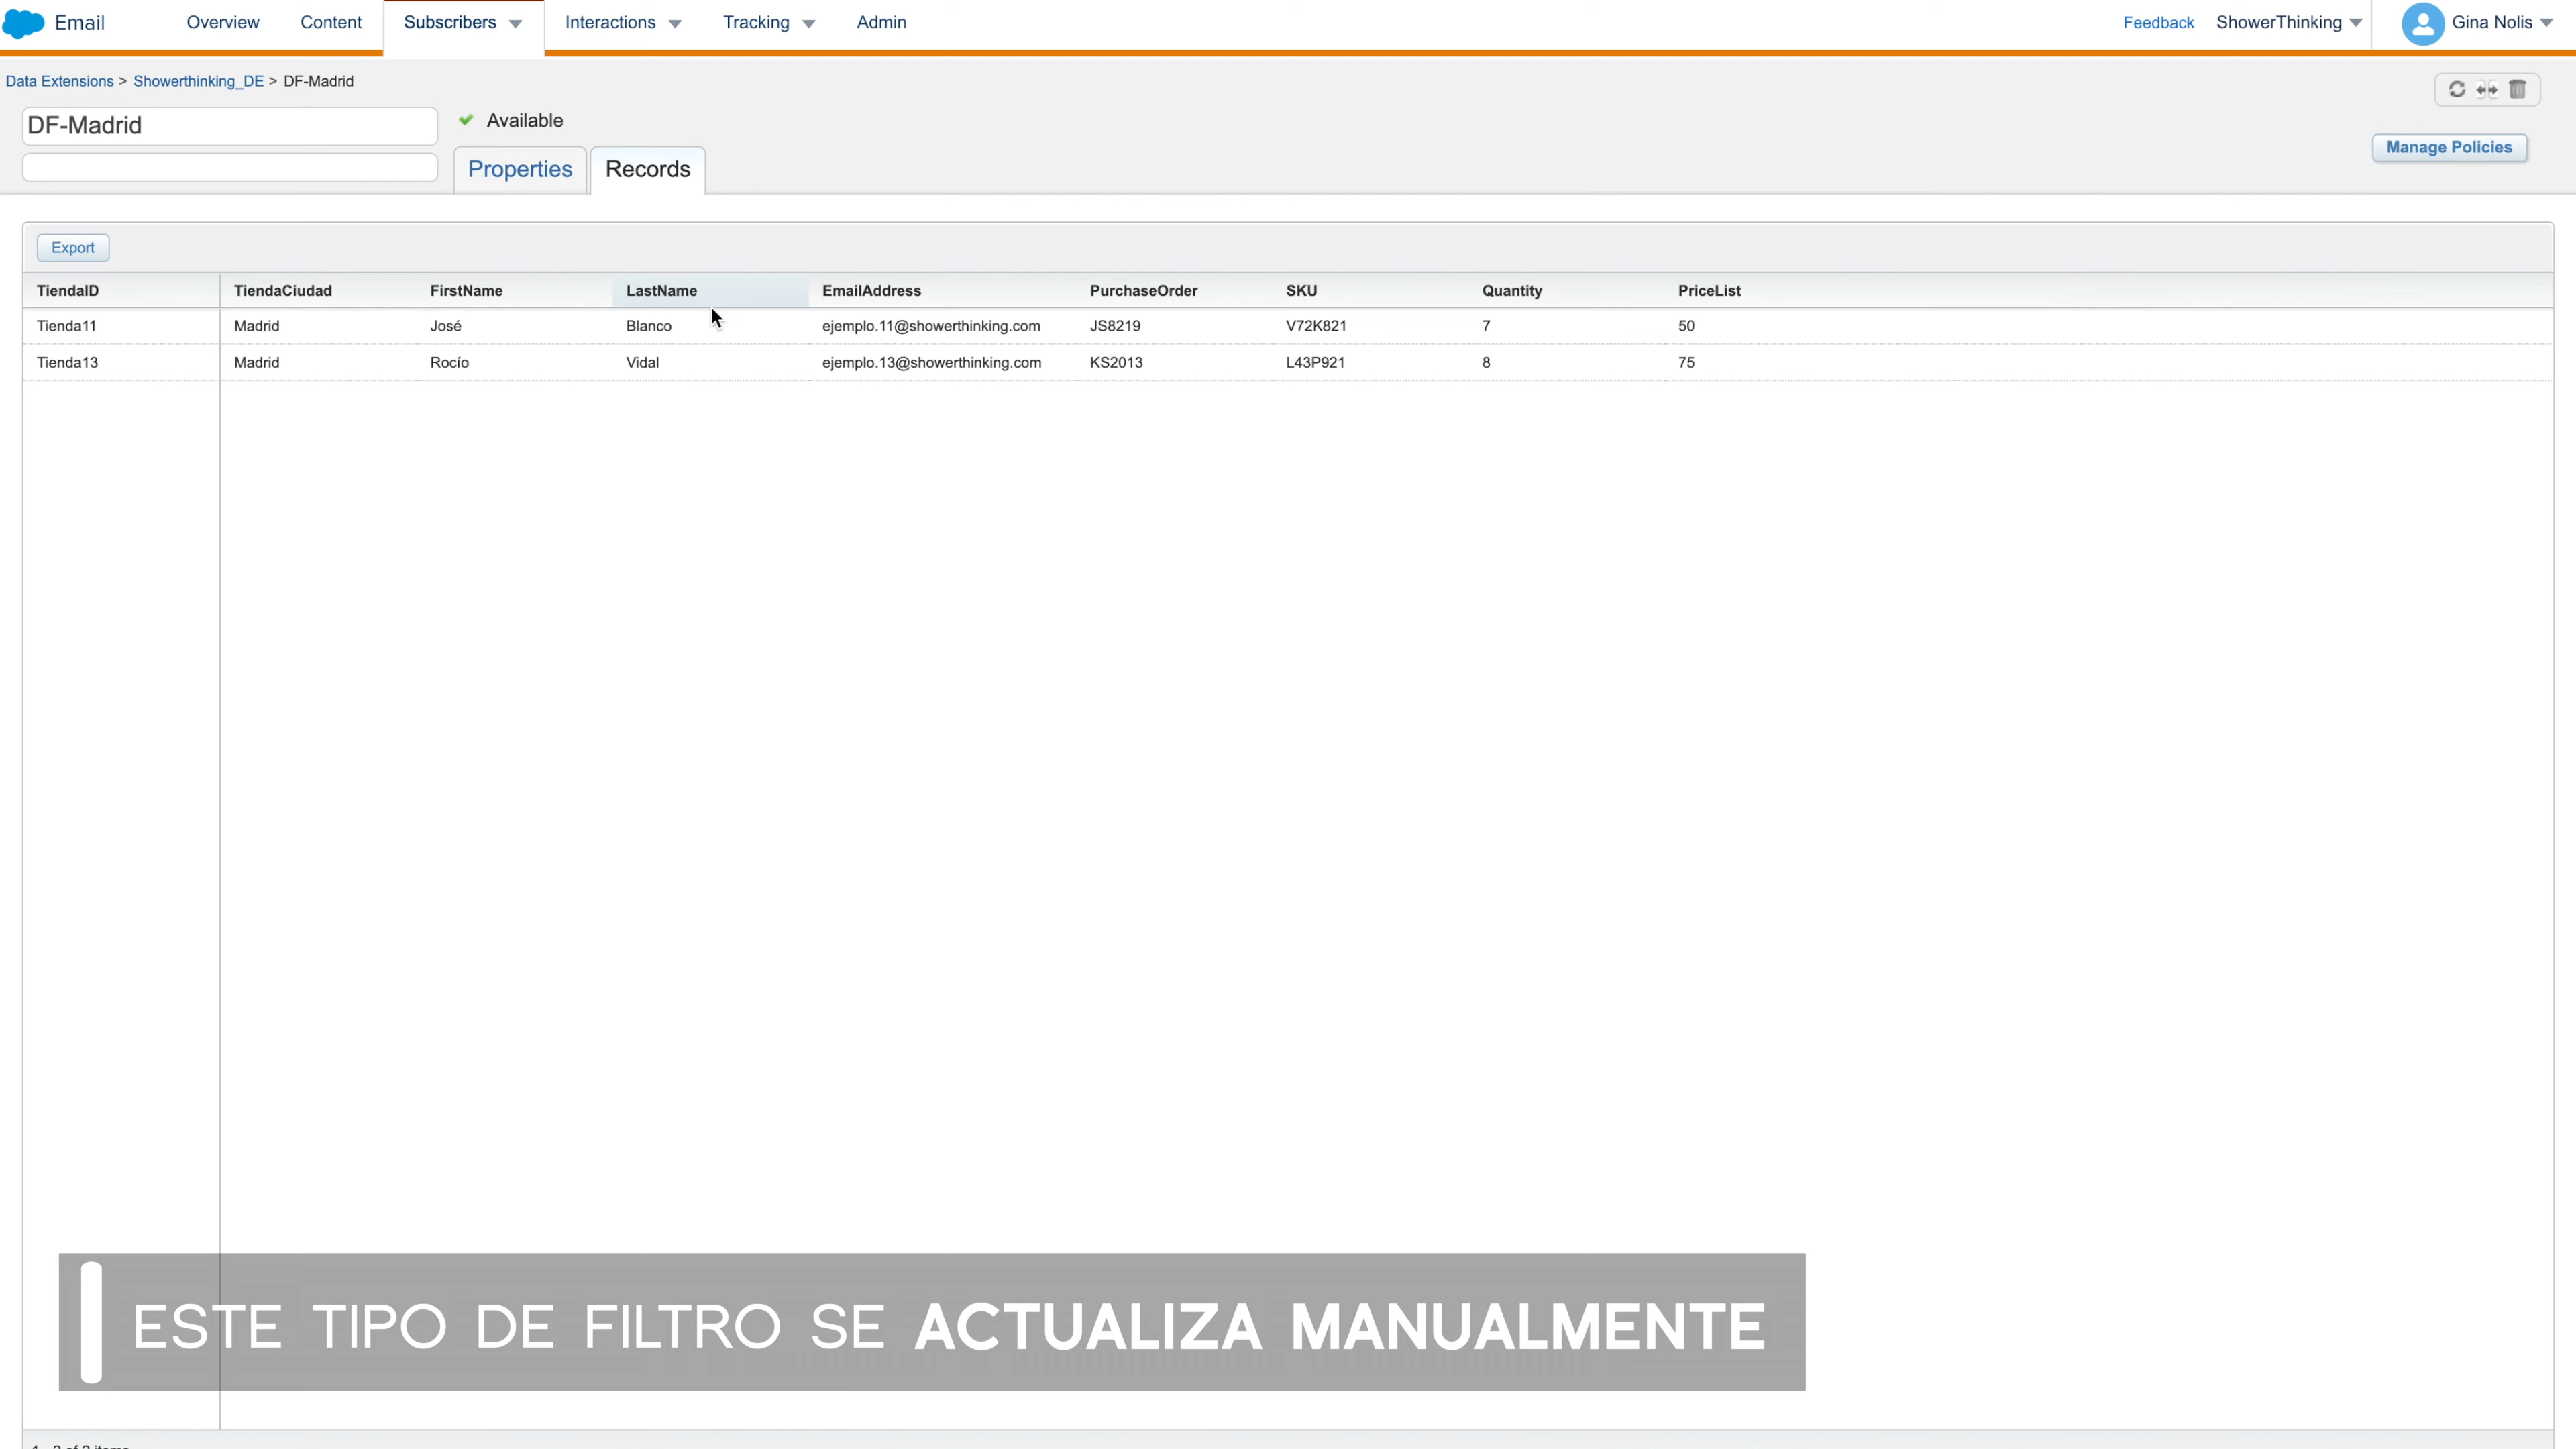 Email Overview Content Subscribers Interactions Tracking Admin Feedback ShowerThinking Gina Nolis
Data Extensions > Showerthinking_DE > DF-Madrid
DF-Madrid Available
Properties Records Manage Policies
Export
TiendaID TiendaCiudad FirstName LastName EmailAddress PurchaseOrder SKU Quantity PriceList
Tienda11 Madrid José Blanco ejemplo.11@showerthinking.com JS8219 V72K821 7 50
Tienda13 Madrid Rocío Vidal ejemplo.13@showerthinking.com KS2013 L43P921 8 75
ESTE TIPO DE FILTRO SE ACTUALIZA MANUALMENTE